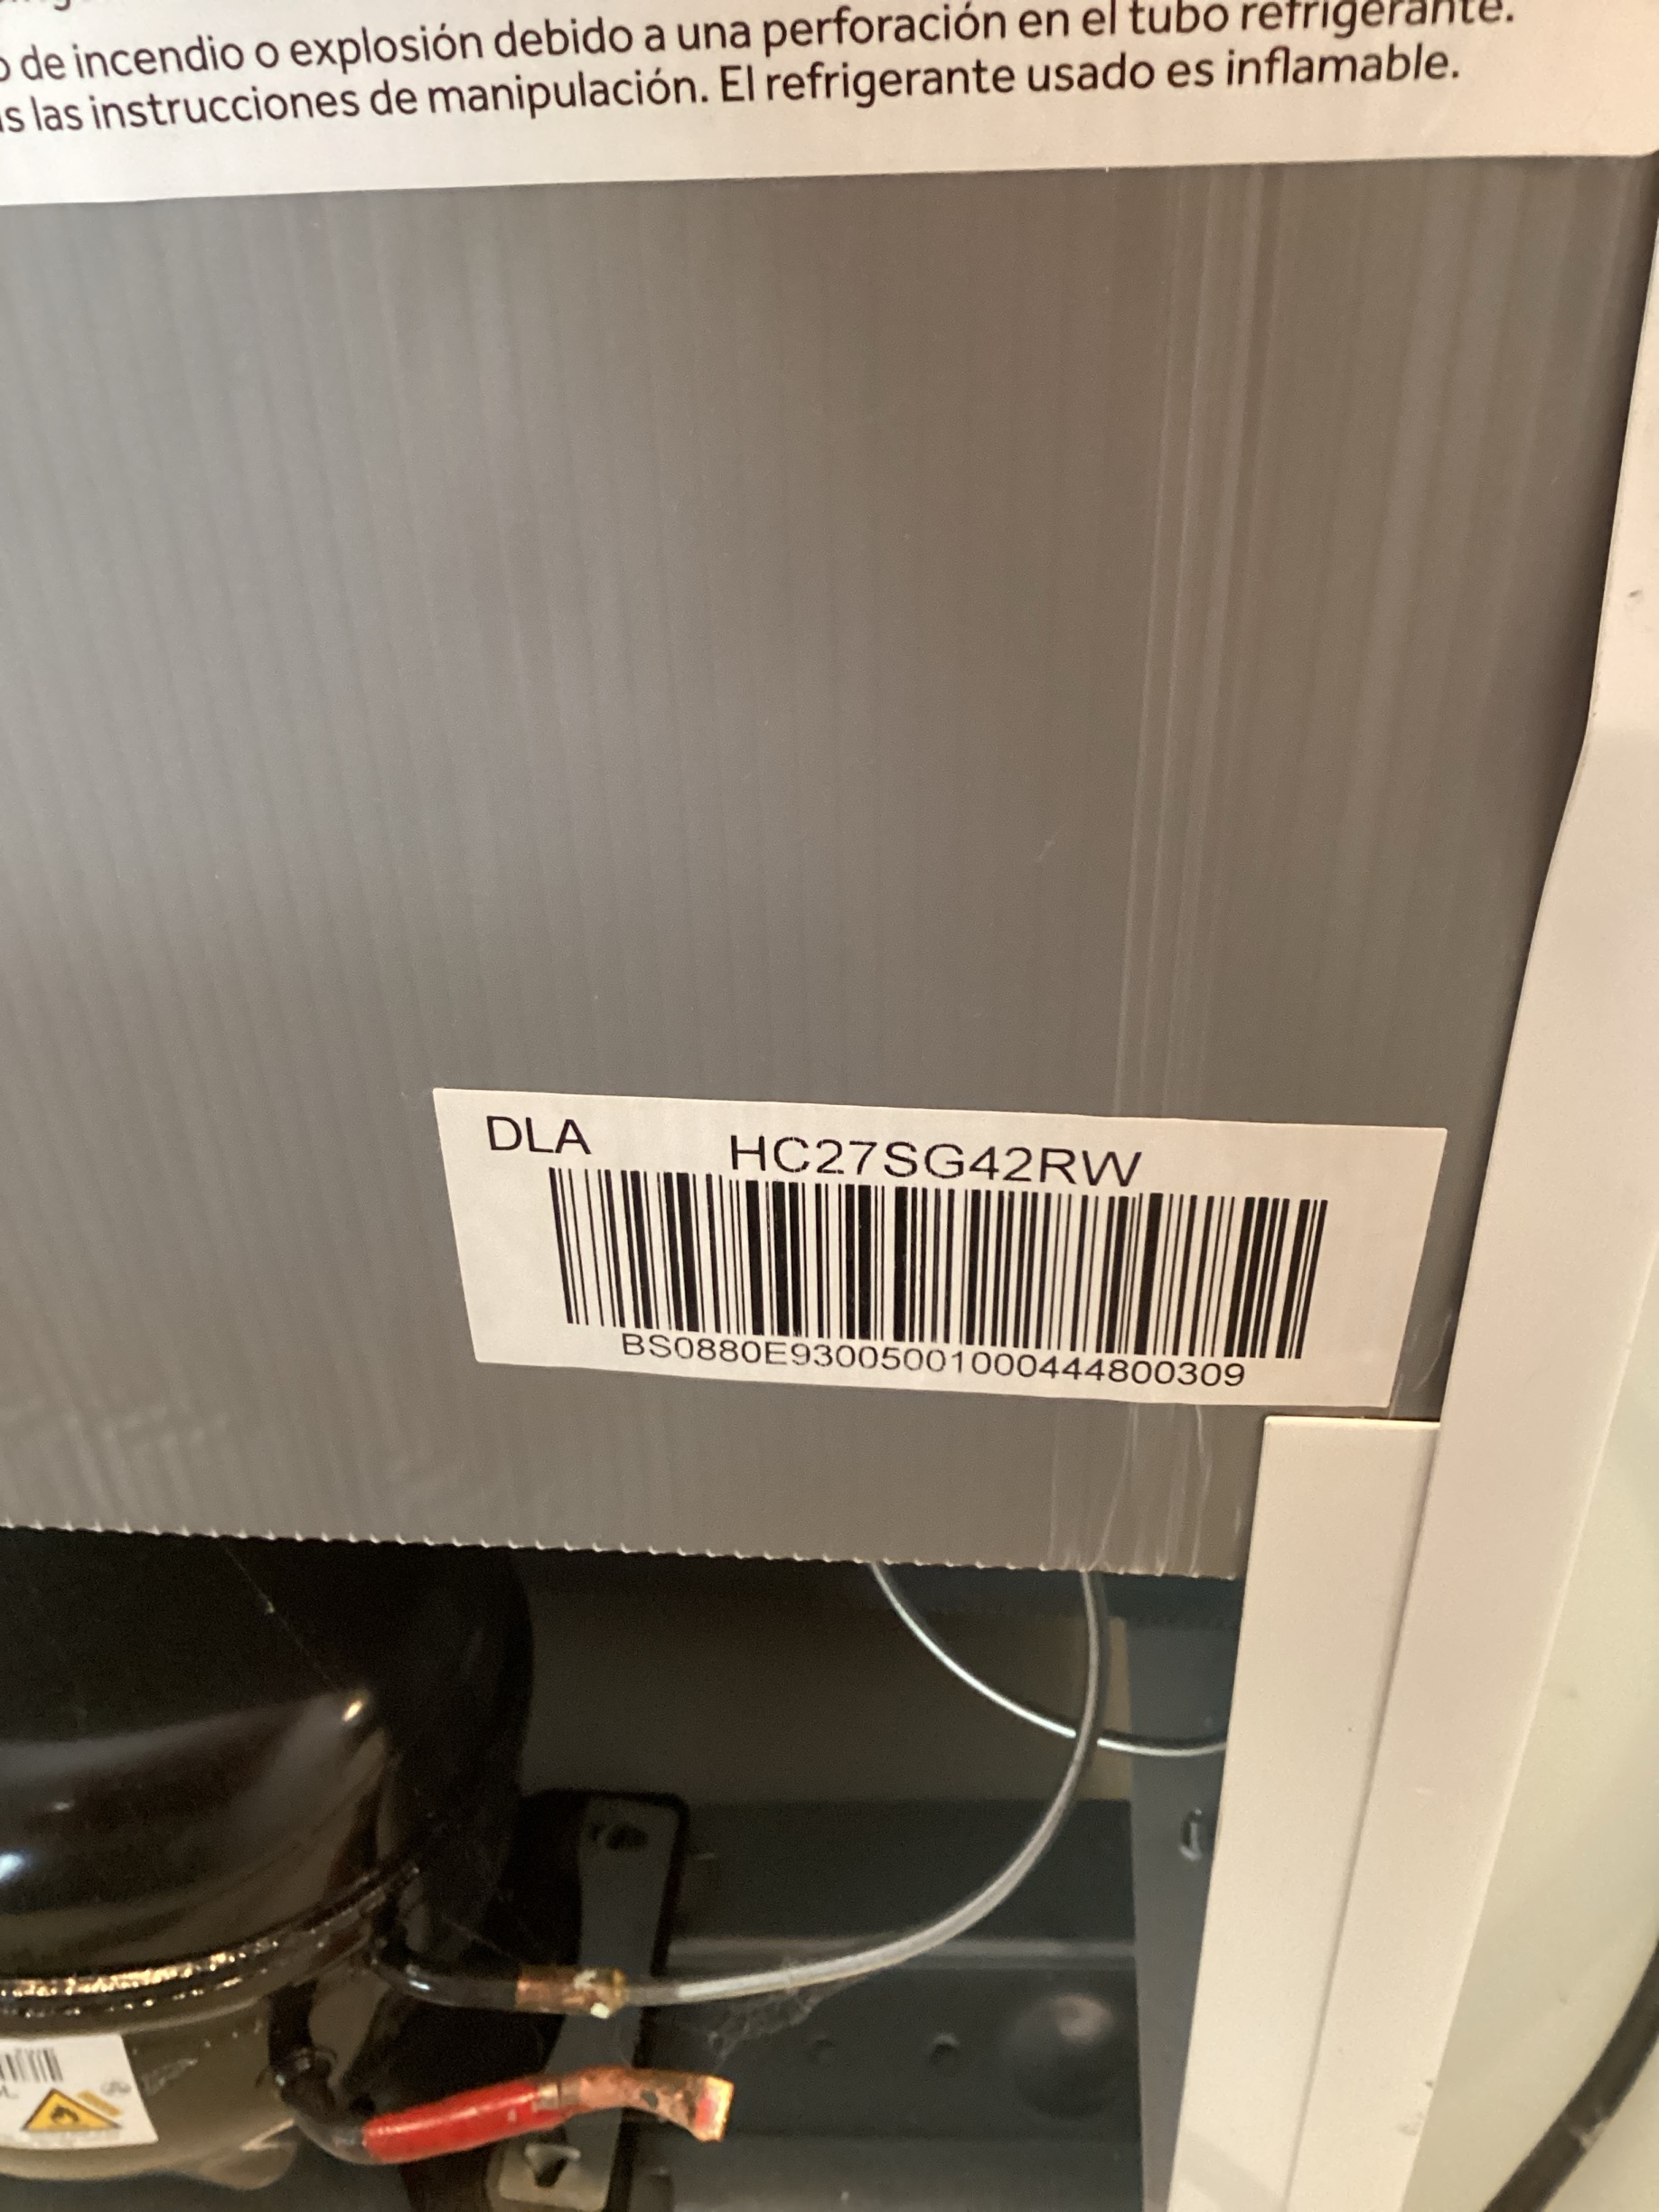 de incendio o explosión debido a una perforación en el tubo refrigerante.
las instrucciones de manipulación. El refrigerante usado es inflamable.
DLA HC27SG42RW
BS0880E93005001000444800309